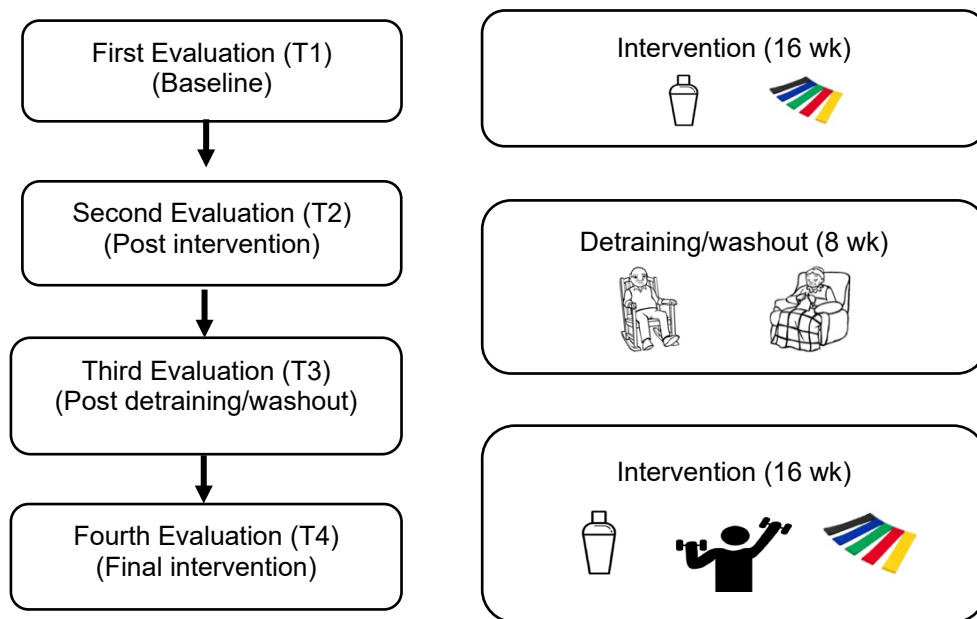 First Evaluation (T1)
(Baseline)
Second Evaluation (T2)
(Post intervention)
Third Evaluation (T3)
(Post detraining/washout)
Fourth Evaluation (T4)
(Final intervention)
Intervention (16 wk)
Detraining/washout (8 wk)
Intervention (16 wk)